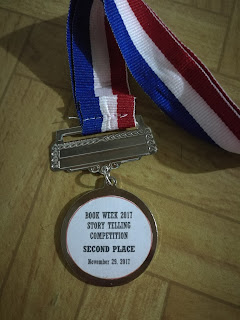 BOOK WEEK 2017
STORY TELLING
COMPETITION
SECOND PLACE
November 29, 2017